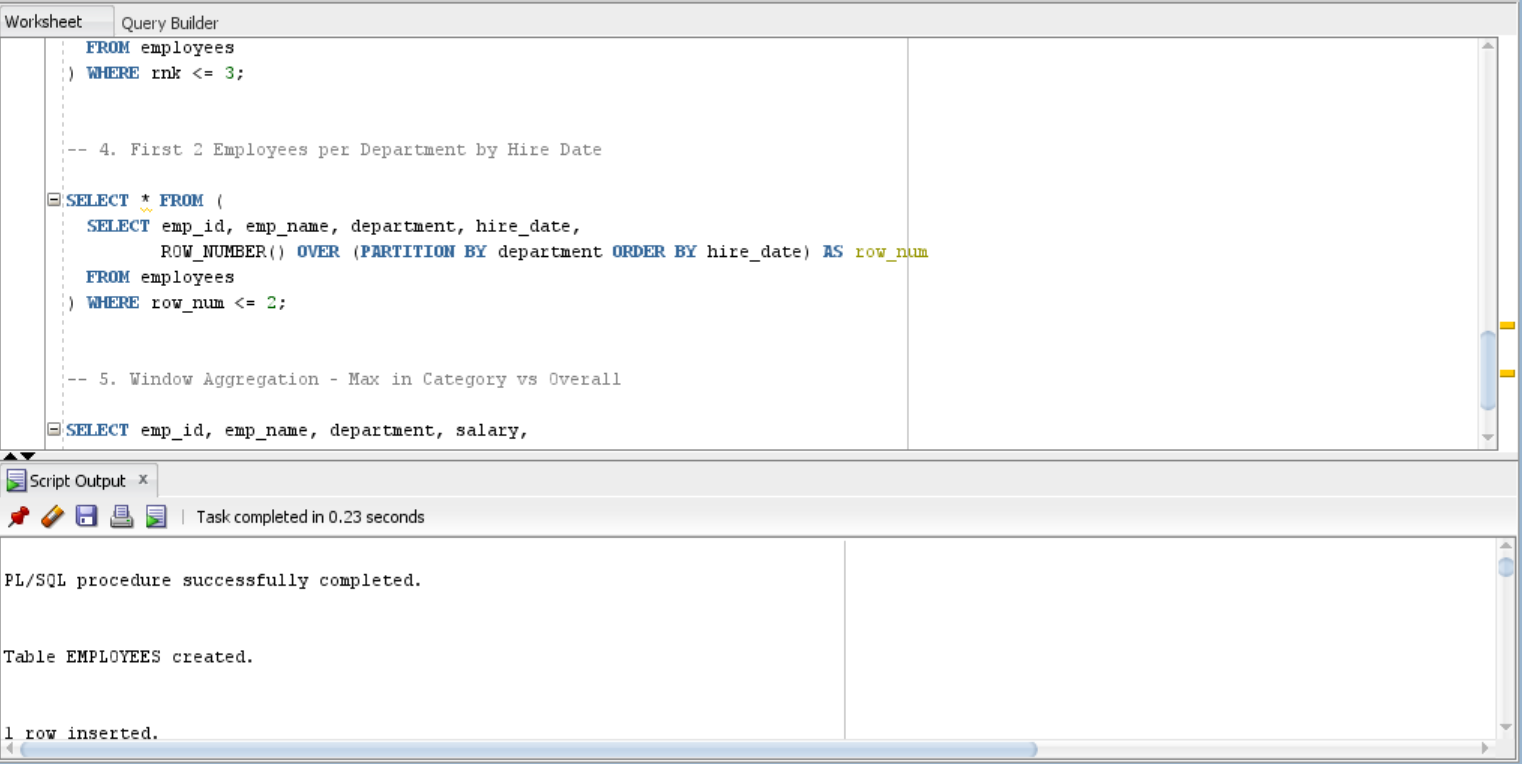 Worksheet Query Builder
FROM employees
) WHERE rnk <= 3;
-- 4. First 2 Employees per Department by Hire Date
SELECT * FROM (
SELECT emp_id, emp_name, department, hire_date,
ROW_NUMBER() OVER (PARTITION BY department ORDER BY hire_date) AS row_num
FROM employees
) WHERE row_num <= 2;
-- 5. Window Aggregation - Max in Category vs Overall
SELECT emp_id, emp_name, department, salary,
Script Output x
Task completed in 0.23 seconds
PL/SQL procedure successfully completed.
Table EMPLOYEES created.
1 row inserted.